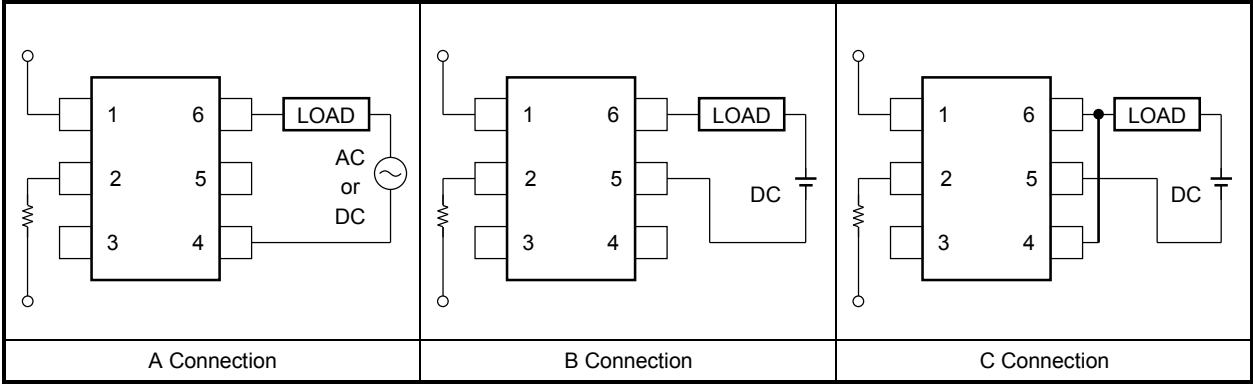 1 6 LOAD
2 5 AC or DC
3 4
A Connection
1 6 LOAD
2 5 DC
3 4
B Connection
1 6 LOAD
2 5 DC
3 4
C Connection